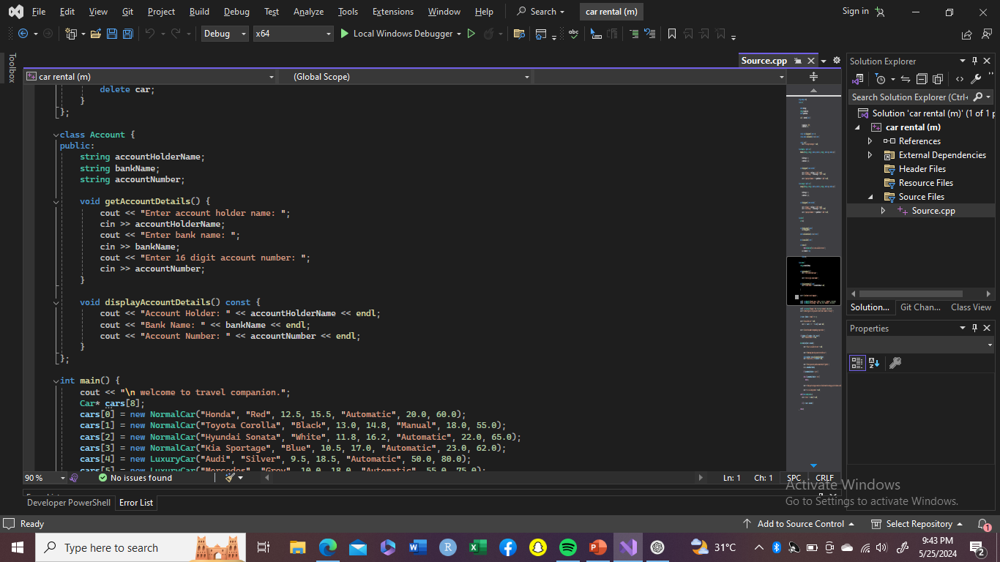 File Edit View Git Project Build Debug Test Analyze Tools Extensions Window Help Search car rental (m) Sign in
Debug x64 Local Windows Debugger
Toolbox
Source.cpp
car rental (m) (Global Scope)
delete car;
}
};
class Account {
public:
string accountHolderName;
string bankName;
string accountNumber;
void getAccountDetails() {
cout << "Enter account holder name: ";
cin >> accountHolderName;
cout << "Enter bank name: ";
cin >> bankName;
cout << "Enter 16 digit account number: ";
cin >> accountNumber;
}
void displayAccountDetails() const {
cout << "Account Holder: " << accountHolderName << endl;
cout << "Bank Name: " << bankName << endl;
cout << "Account Number: " << accountNumber << endl;
}
};
int main() {
cout << "\n welcome to travel companion.";
Car* cars[8];
cars[0] = new NormalCar("Honda", "Red", 12.5, 15.5, "Automatic", 20.0, 60.0);
cars[1] = new NormalCar("Toyota Corolla", "Black", 13.0, 14.8, "Manual", 18.0, 55.0);
cars[2] = new NormalCar("Hyundai Sonata", "White", 11.8, 16.2, "Automatic", 22.0, 65.0);
cars[3] = new NormalCar("Kia Sportage", "Blue", 10.5, 17.0, "Automatic", 23.0, 62.0);
cars[4] = new LuxuryCar("Audi", "Silver", 9.5, 18.5, "Automatic", 50.0, 80.0);
cars[5] = new LuxuryCar("Mercedes", "Grey", 10.0, 18.0, "Automatic", 55.0, 75.0);
90 % No issues found Ln: 1 Ch: 1 SPC CRLF
Developer PowerShell Error List
Solution Explorer
Search Solution Explorer (Ctrl+
Solution 'car rental (m)' (1 of 1 p
car rental (m)
References
External Dependencies
Header Files
Resource Files
Source Files
Source.cpp
Solution... Git Chan... Class View
Properties
Activate Windows
Go to Settings to activate Windows.
Ready Add to Source Control Select Repository 1
Type here to search 31°C 9:43 PM
5/25/2024 2